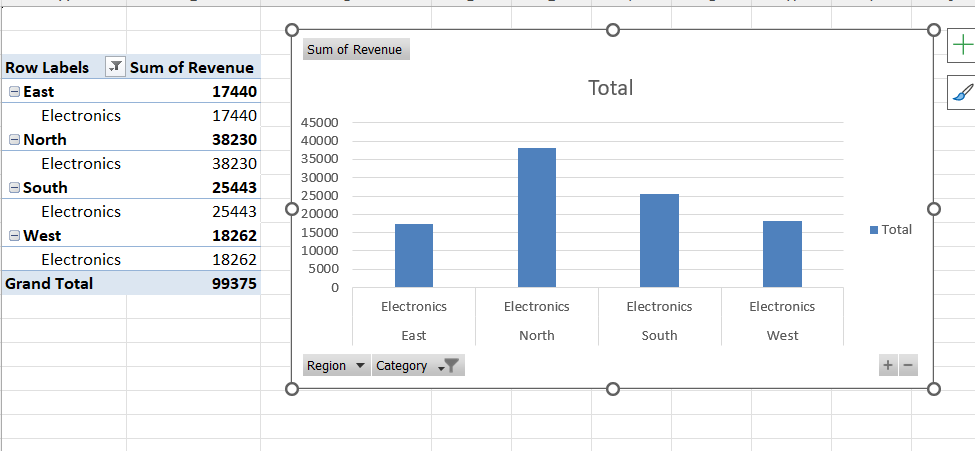 Row Labels Sum of Revenue
East 17440
Electronics 17440
North 38230
Electronics 38230
South 25443
Electronics 25443
West 18262
Electronics 18262
Grand Total 99375
Sum of Revenue
Total
45000
40000
35000
30000
25000
20000
15000
10000
5000
0
Total
Electronics Electronics Electronics Electronics
East North South West
Region Category